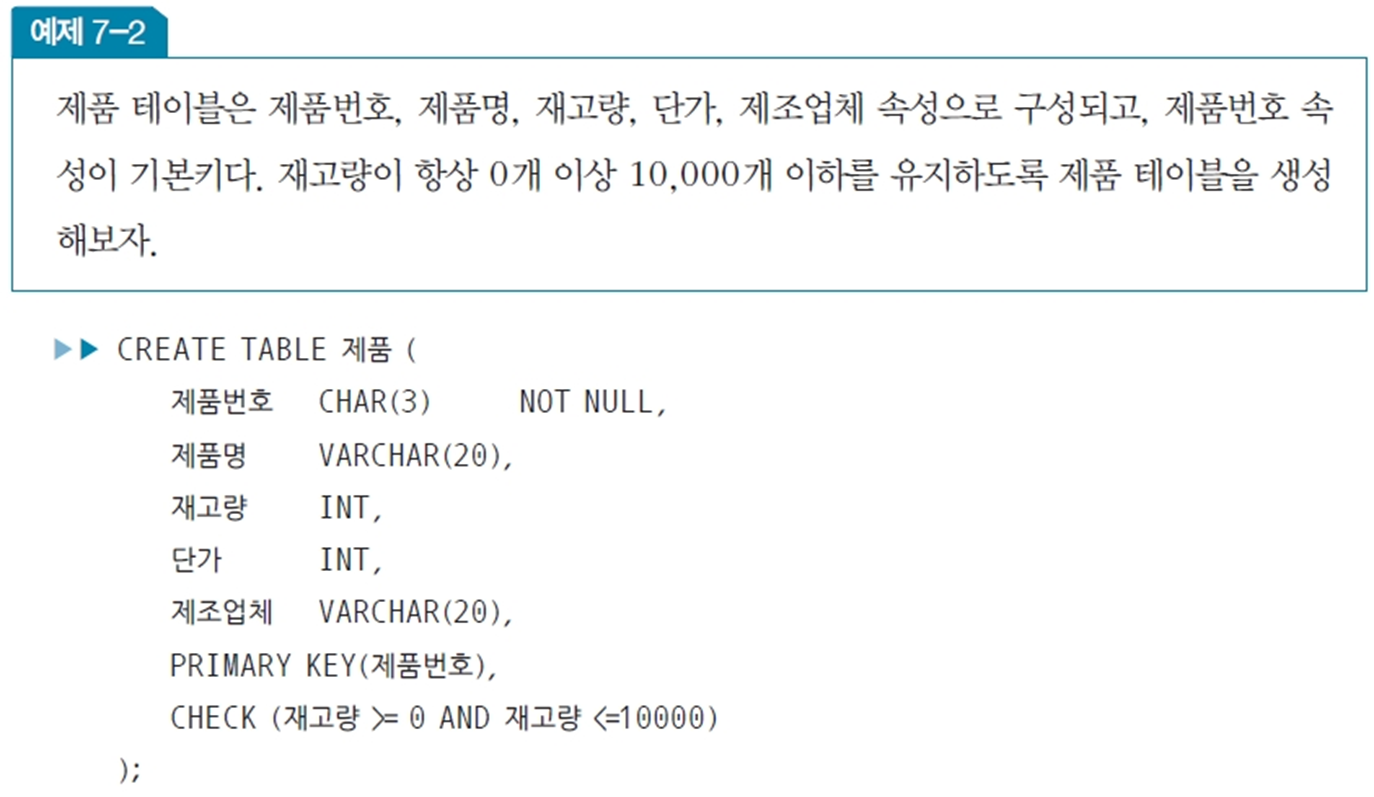 예제 7-2
제품 테이블은 제품번호, 제품명, 재고량, 단가, 제조업체 속성으로 구성되고, 제품번호 속
성이 기본키다. 재고량이 항상 0개 이상 10,000개 이하를 유지하도록 제품 테이블을 생성
해보자.
CREATE TABLE 제품 (
제품번호 CHAR(3) NOT NULL,
제품명 VARCHAR(20),
재고량 INT,
단가 INT,
제조업체 VARCHAR(20),
PRIMARY KEY(제품번호),
CHECK (재고량 >= 0 AND 재고량 <=10000)
);